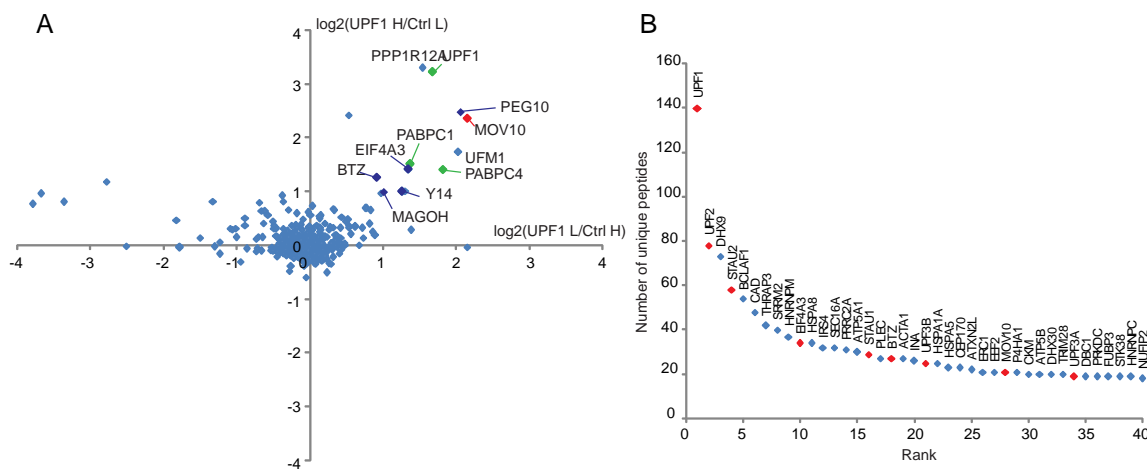 A
log2(UPF1 H/Ctrl L)
4
3
2
1
0
-1
-2
-3
-4
-4
-3
-2
-1
0
1
2
3
4
log2(UPF1 L/Ctrl H)
PPP1R12A
UPF1
PEG10
MOV10
PABPC1
EIF4A3
UFM1
PABPC4
BTZ
Y14
MAGOH
B
Number of unique peptides
160
140
120
100
80
60
40
20
0
0
5
10
15
20
25
30
35
40
Rank
UPF1
UPF2
DHX9
STAU2
BCLAF1
CAD
THRAP3
SRRM2
HNRNPM
EIF4A3
HSPA8
IRS4
SEC16A
PRRC2A
ATP5A1
STAU1
PLEC
BTZ
ACTA1
INA
UPF3B
HSPA1A
HSPA5
CEP170
ATXN2L
ERC1
EEF2
MOV10
P4HA1
CKM
ATP5B
DHX30
TRIM28
UPF3A
DBC1
PRKDC
FUBP3
STK38
HNRNPC
NUFIP2